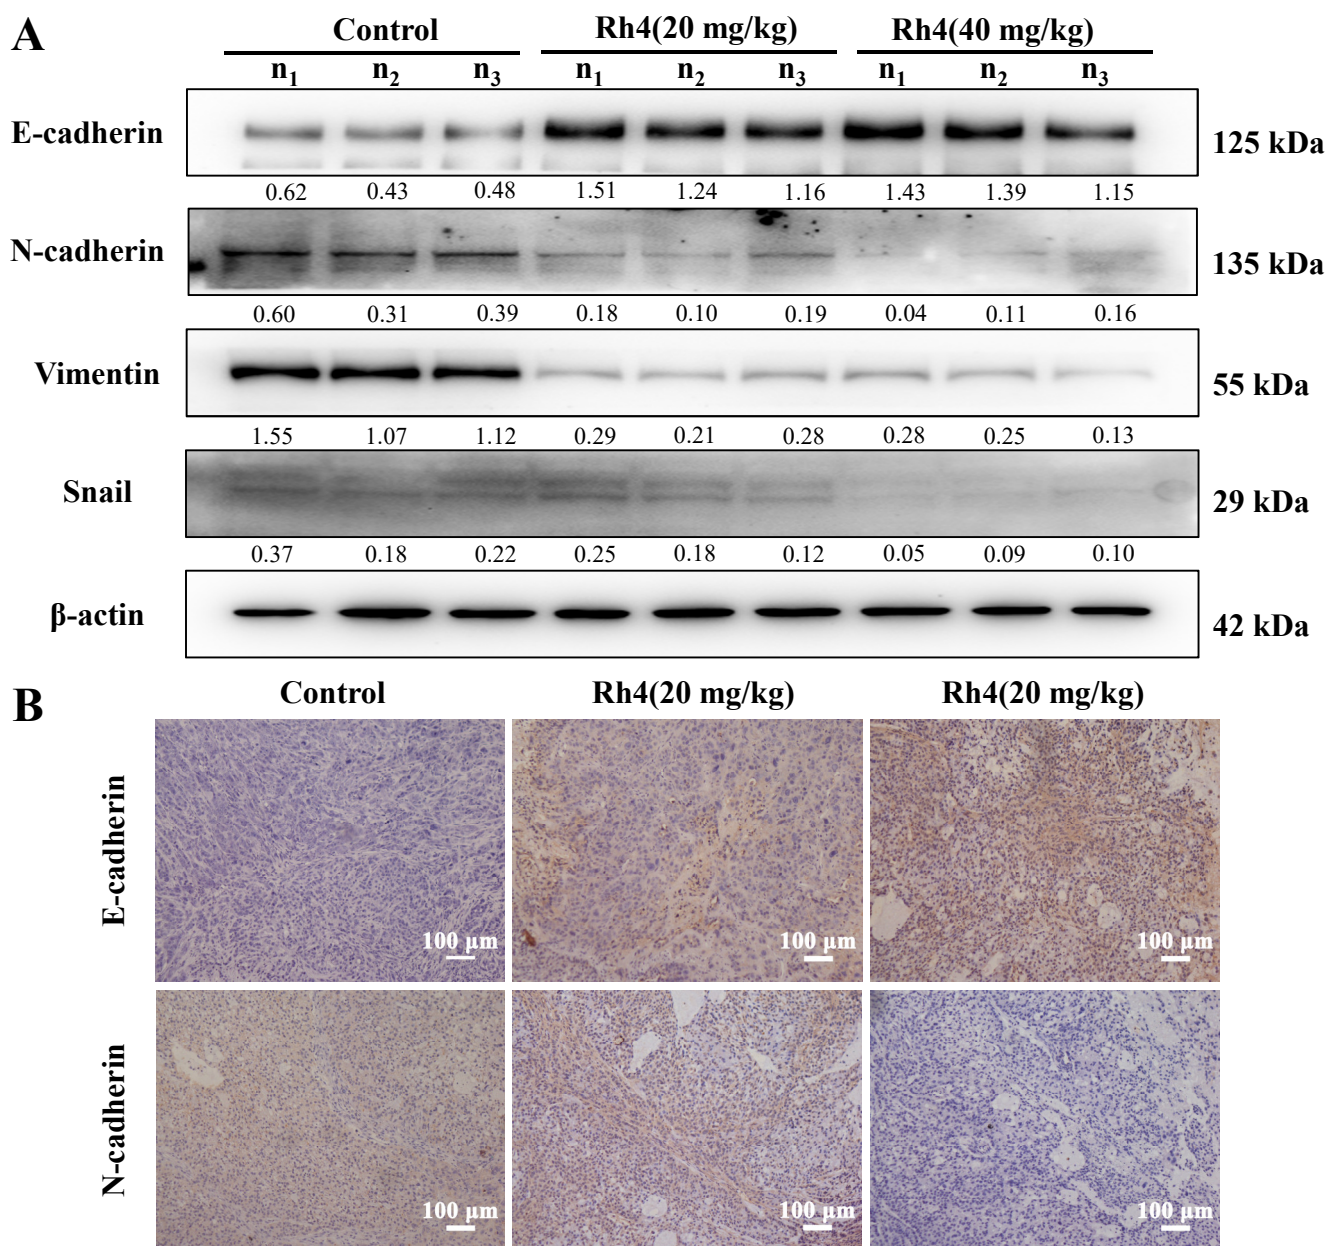 A
Control Rh4(20 mg/kg) Rh4(40 mg/kg)
n1 n2 n3 n1 n2 n3 n1 n2 n3
E-cadherin 125 kDa
0.62 0.43 0.48 1.51 1.24 1.16 1.43 1.39 1.15
N-cadherin 135 kDa
0.60 0.31 0.39 0.18 0.10 0.19 0.04 0.11 0.16
Vimentin 55 kDa
1.55 1.07 1.12 0.29 0.21 0.28 0.28 0.25 0.13
Snail 29 kDa
0.37 0.18 0.22 0.25 0.18 0.12 0.05 0.09 0.10
β-actin 42 kDa
B
Control Rh4(20 mg/kg) Rh4(20 mg/kg)
E-cadherin
100 µm 100 µm 100 µm
N-cadherin
100 µm 100 µm 100 µm